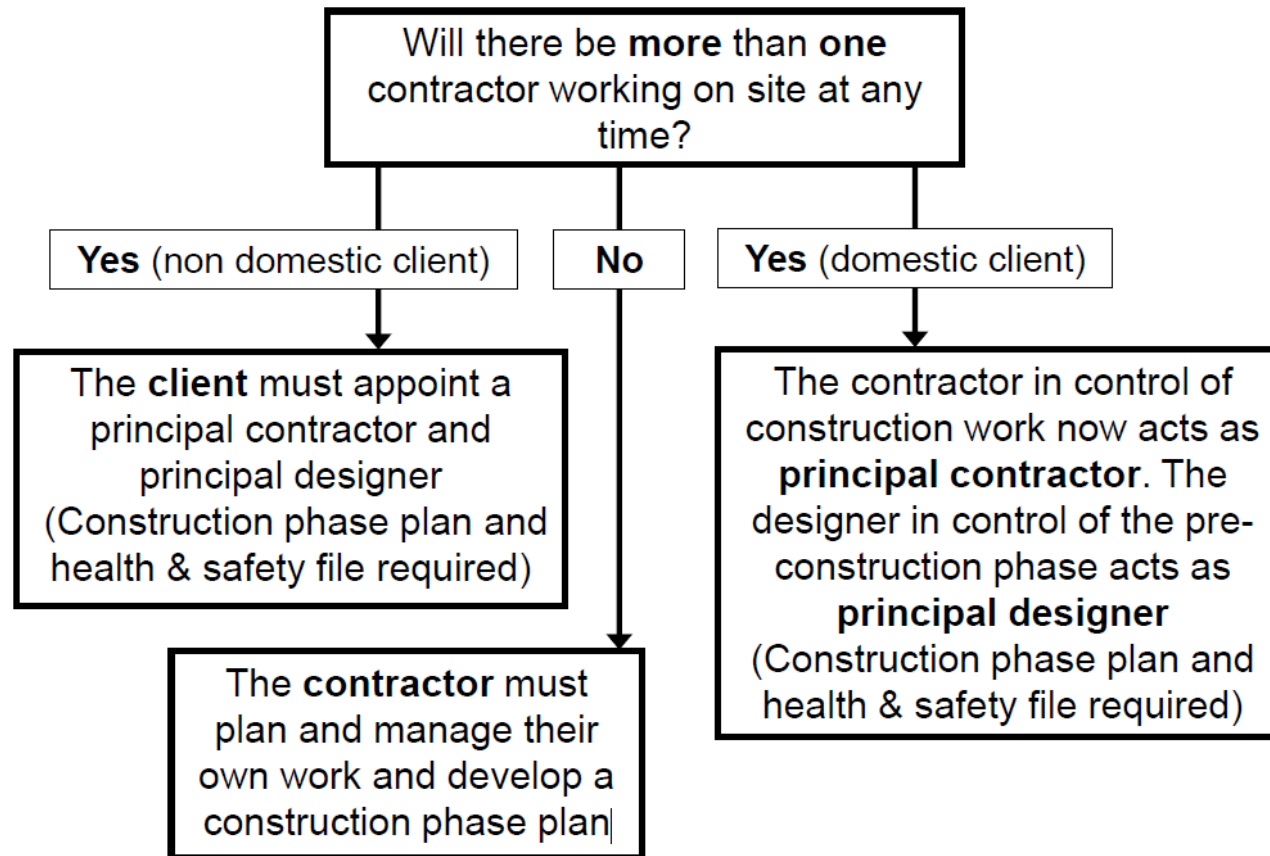 Will there be more than one
contractor working on site at any
time?
Yes (non domestic client)
No
Yes (domestic client)
The client must appoint a
principal contractor and
principal designer
(Construction phase plan and
health & safety file required)
The contractor in control of
construction work now acts as
principal contractor. The
designer in control of the pre-
construction phase acts as
principal designer
(Construction phase plan and
health & safety file required)
The contractor must
plan and manage their
own work and develop a
construction phase plan